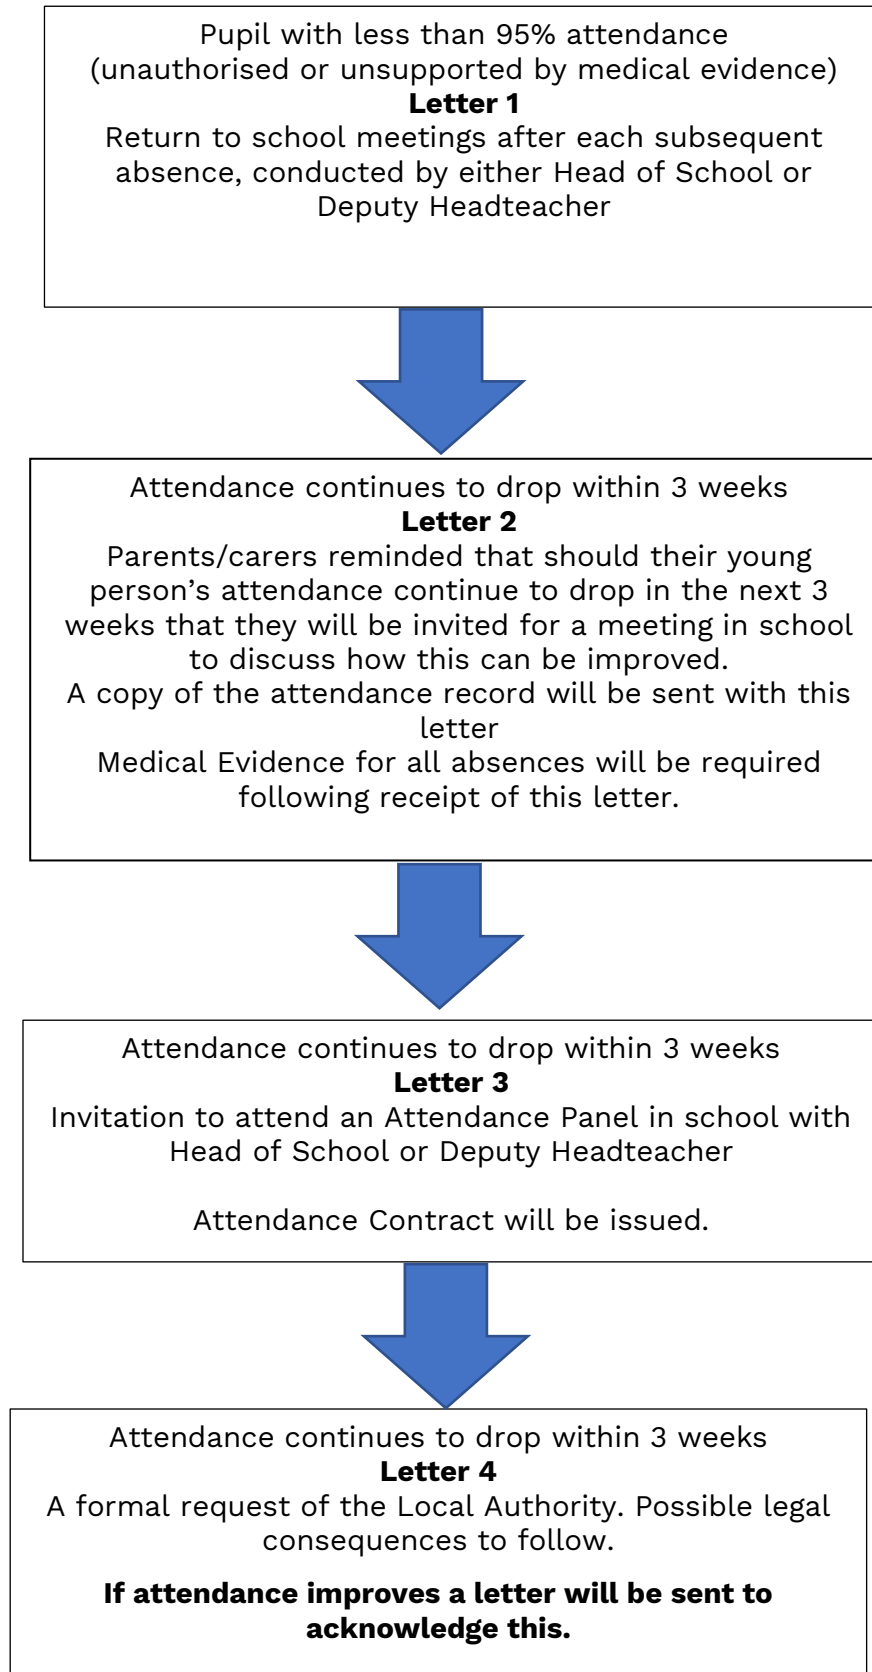 Pupil with less than 95% attendance
(unauthorised or unsupported by medical evidence)
Letter 1
Return to school meetings after each subsequent
absence, conducted by either Head of School or
Deputy Headteacher
Attendance continues to drop within 3 weeks
Letter 2
Parents/carers reminded that should their young
person’s attendance continue to drop in the next 3
weeks that they will be invited for a meeting in school
to discuss how this can be improved.
A copy of the attendance record will be sent with this
letter
Medical Evidence for all absences will be required
following receipt of this letter.
Attendance continues to drop within 3 weeks
Letter 3
Invitation to attend an Attendance Panel in school with
Head of School or Deputy Headteacher
Attendance Contract will be issued.
Attendance continues to drop within 3 weeks
Letter 4
A formal request of the Local Authority. Possible legal
consequences to follow.
If attendance improves a letter will be sent to
acknowledge this.